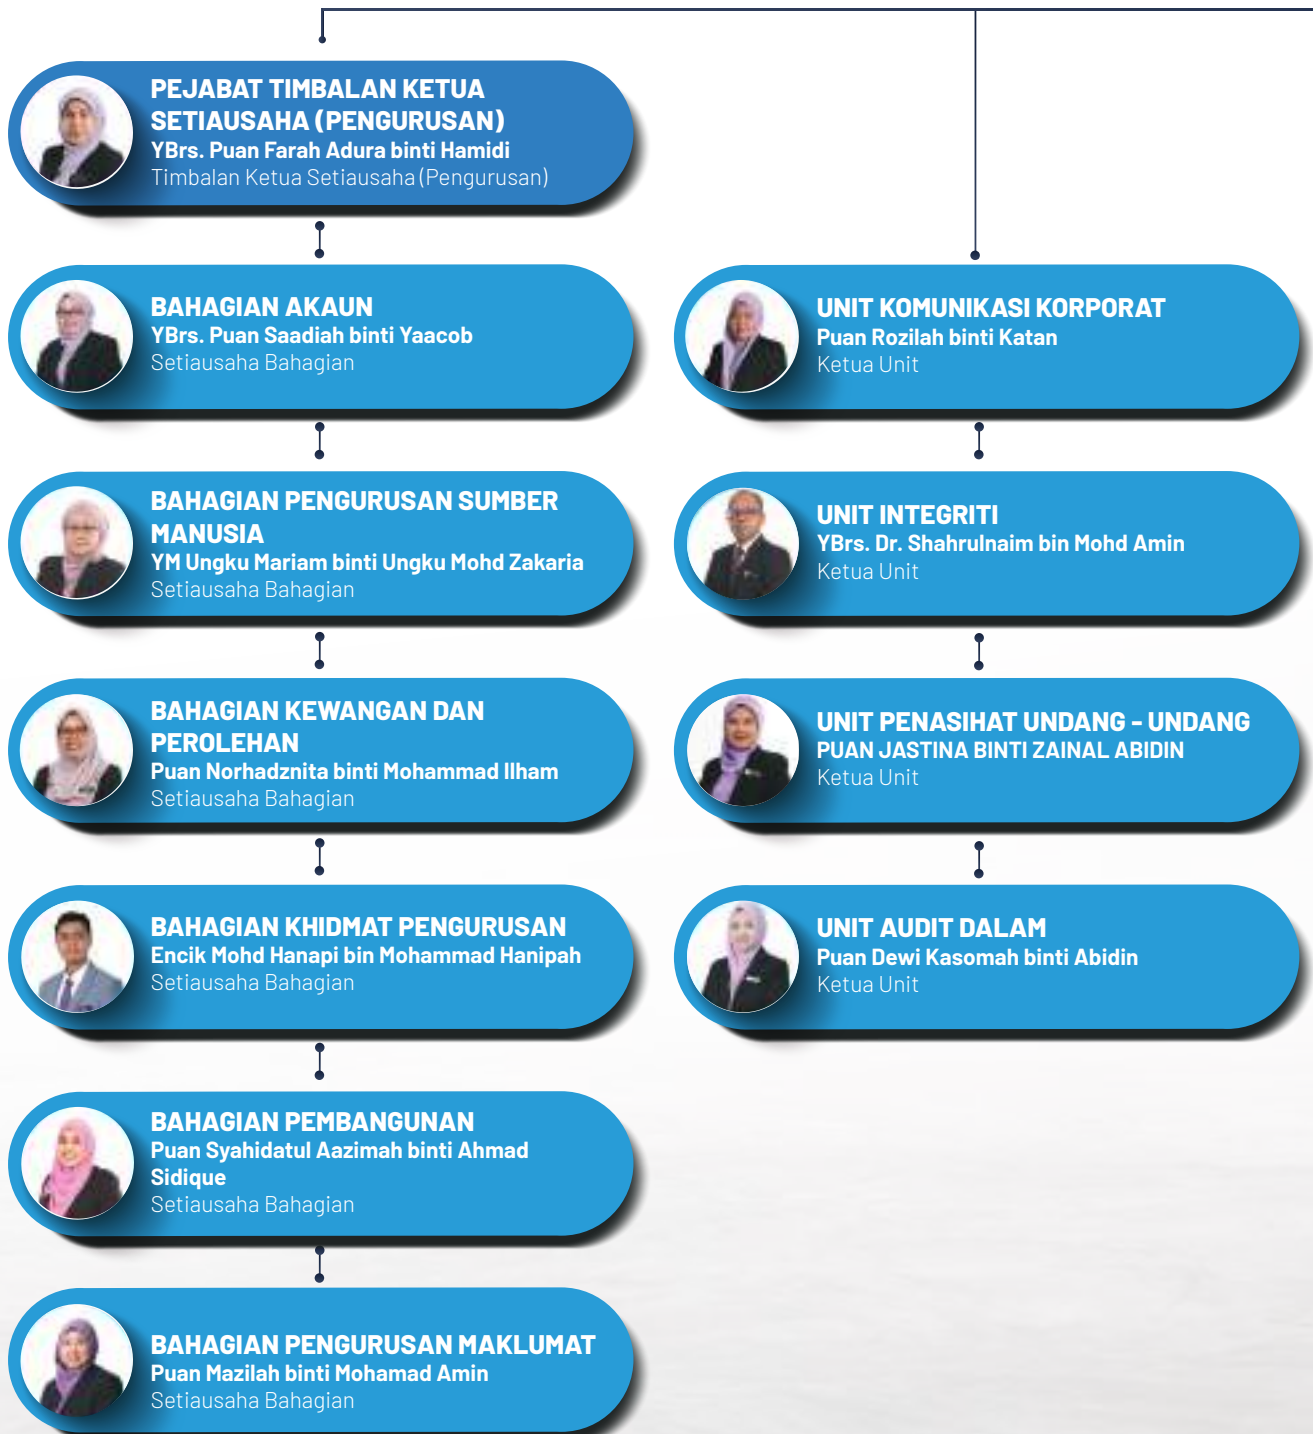 PEJABAT TIMBALAN KETUA
SETIAUSAHA (PENGURUSAN)
YBrs. Puan Farah Adura binti Hamidi
Timbalan Ketua Setiausaha (Pengurusan)
BAHAGIAN AKAUN
YBrs. Puan Saadiah binti Yaacob
Setiausaha Bahagian
BAHAGIAN PENGURUSAN SUMBER
MANUSIA
YM Ungku Mariam binti Ungku Mohd Zakaria
Setiausaha Bahagian
BAHAGIAN KEWANGAN DAN
PEROLEHAN
Puan Norhadznita binti Mohammad Ilham
Setiausaha Bahagian
BAHAGIAN KHIDMAT PENGURUSAN
Encik Mohd Hanapi bin Mohammad Hanipah
Setiausaha Bahagian
BAHAGIAN PEMBANGUNAN
Puan Syahidatul Aazimah binti Ahmad
Sidique
Setiausaha Bahagian
BAHAGIAN PENGURUSAN MAKLUMAT
Puan Mazilah binti Mohamad Amin
Setiausaha Bahagian
UNIT KOMUNIKASI KORPORAT
Puan Rozilah binti Katan
Ketua Unit
UNIT INTEGRITI
YBrs. Dr. Shahrulnaim bin Mohd Amin
Ketua Unit
UNIT PENASIHAT UNDANG - UNDANG
PUAN JASTINA BINTI ZAINAL ABIDIN
Ketua Unit
UNIT AUDIT DALAM
Puan Dewi Kasomah binti Abidin
Ketua Unit